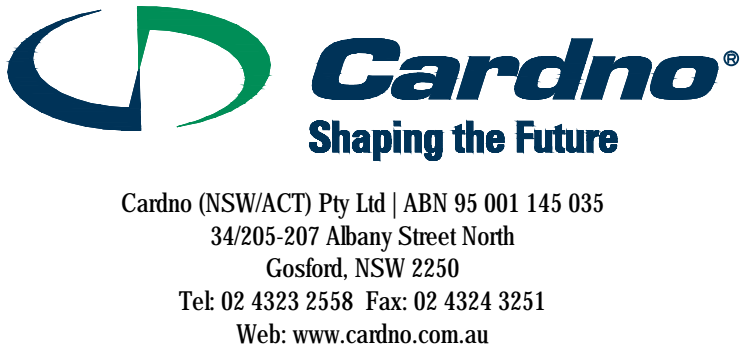 Cardno®
Shaping the Future
Cardno (NSW/ACT) Pty Ltd | ABN 95 001 145 035
34/205-207 Albany Street North
Gosford, NSW 2250
Tel: 02 4323 2558  Fax: 02 4324 3251
Web: www.cardno.com.au